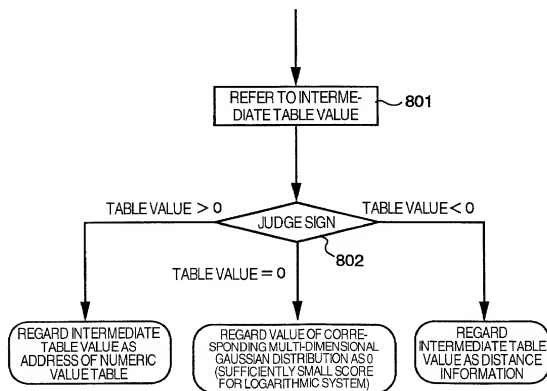 REFER TO INTERME-
DIATE TABLE VALUE
801
TABLE VALUE > 0
TABLE VALUE < 0
JUDGE SIGN
802
TABLE VALUE = 0
REGARD INTERMEDIATE
TABLE VALUE AS
ADDRESS OF NUMERIC
VALUE TABLE
REGARD VALUE OF CORRE-
SPONDING MULTI-DIMENSIONAL
GAUSSIAN DISTRIBUTION AS 0
(SUFFICIENTLY SMALL SCORE
FOR LOGARITHMIC SYSTEM)
REGARD
INTERMEDIATE TABLE
VALUE AS DISTANCE
INFORMATION